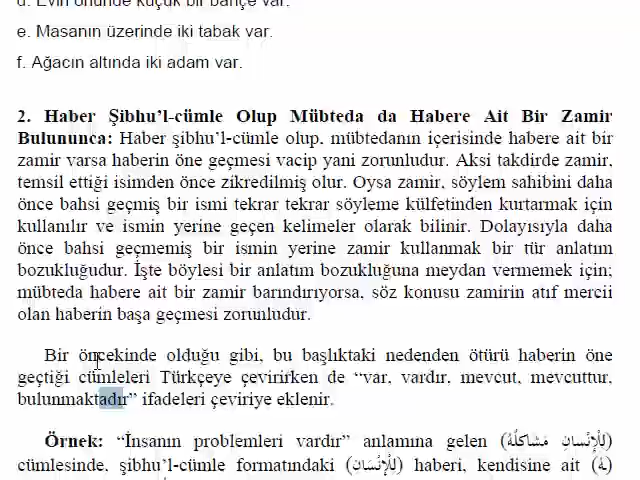 d. Evin önünde küçük bir bahçe var.
e. Masanın üzerinde iki tabak var.
f. Ağacın altında iki adam var.
2. Haber Şibhu’l-cümle Olup Mübteda da Habere Ait Bir Zamir
Bulununca: Haber şibhu’l-cümle olup, mübtedanın içerisinde habere ait bir
zamir varsa haberin öne geçmesi vacip yani zorunludur. Aksi takdirde zamir,
temsil ettiği isimden önce zikredilmiş olur. Oysa zamir, söylem sahibini daha
önce bahsi geçmiş bir ismi tekrar tekrar söyleme külfetinden kurtarmak için
kullanılır ve ismin yerine geçen kelimeler olarak bilinir. Dolayısıyla daha
önce bahsi geçmemiş bir ismin yerine zamir kullanmak bir tür anlatım
bozukluğudur. İşte böylesi bir anlatım bozukluğuna meydan vermemek için;
mübteda habere ait bir zamir barındırıyorsa, söz konusu zamirin atıf mercii
olan haberin başa geçmesi zorunludur.
Bir öncekinde olduğu gibi, bu başlıktaki nedenden ötürü haberin öne
geçtiği cümleleri Türkçeye çevirirken de “var, vardır, mevcut, mevcuttur,
bulunmaktadır” ifadeleri çeviriye eklenir.
Örnek: “İnsanın problemleri vardır” anlamına gelen (لِلْإِنْسَانِ مَشَاكِلُهُ)
cümlesinde, şibhu’l-cümle formatındaki (لِلْإِنْسَانِ) haberi, kendisine ait (هُ)